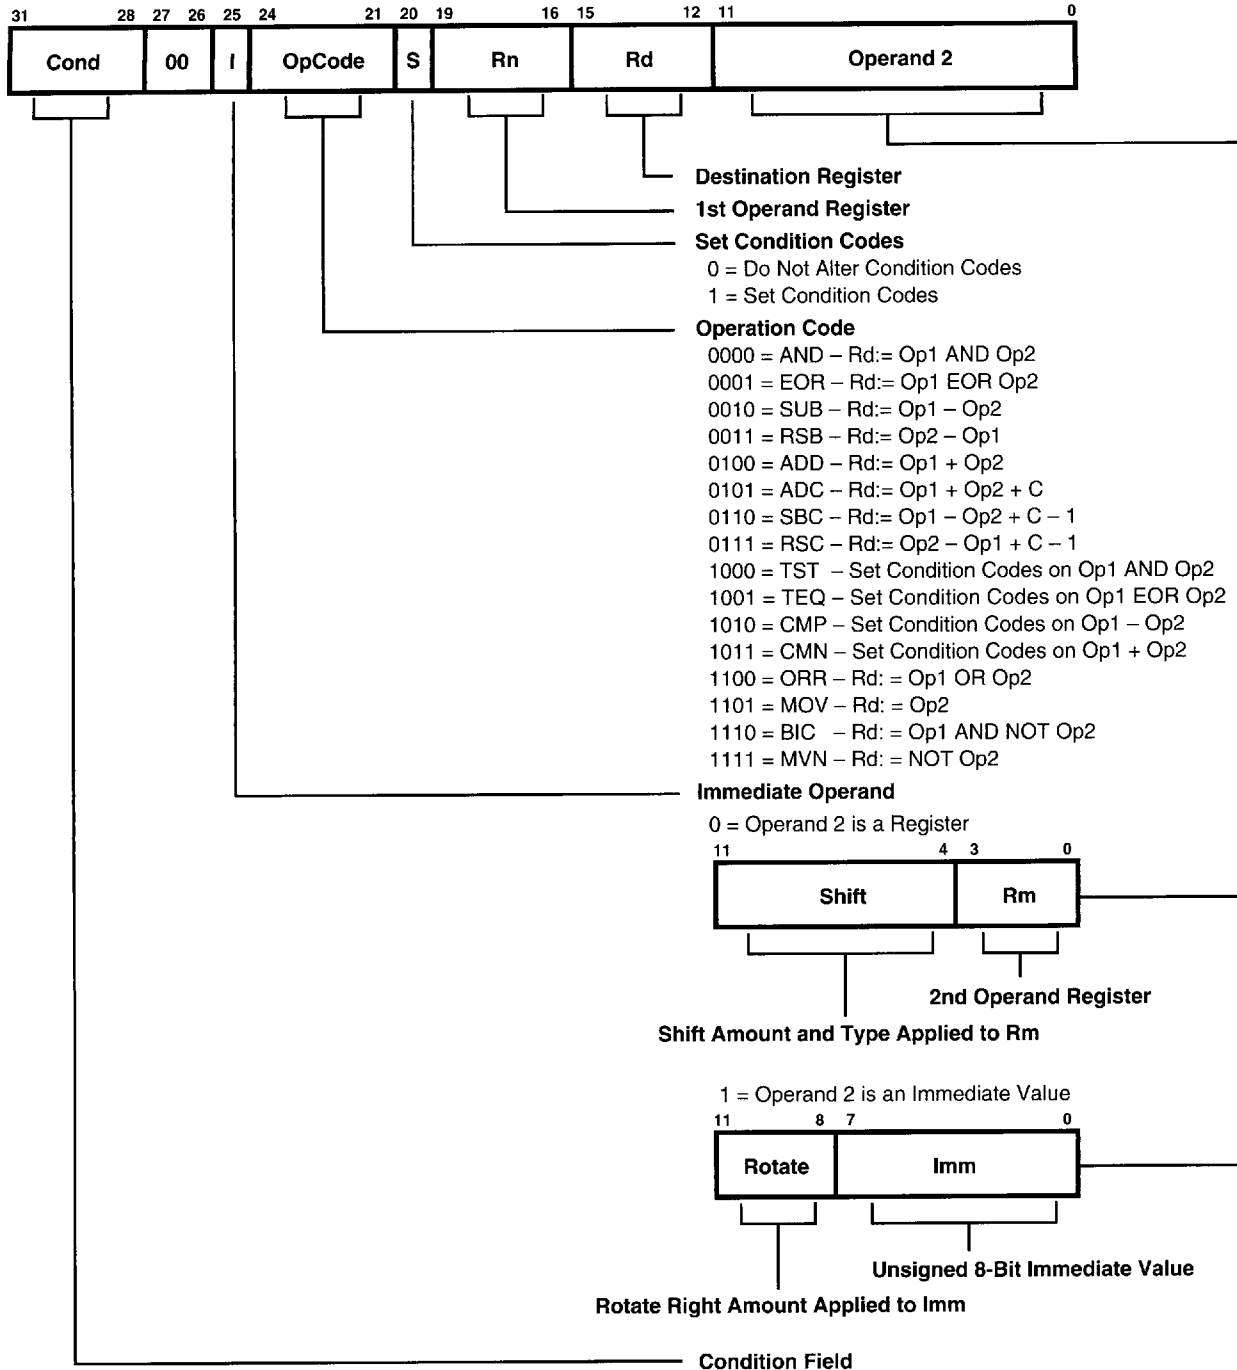 31 28 27 26 25 24 21 20 19 16 15 12 11 0
Cond 00 I OpCode S Rn Rd Operand 2
Destination Register
1st Operand Register
Set Condition Codes
0 = Do Not Alter Condition Codes
1 = Set Condition Codes
Operation Code
0000 = AND – Rd:= Op1 AND Op2
0001 = EOR – Rd:= Op1 EOR Op2
0010 = SUB – Rd:= Op1 – Op2
0011 = RSB – Rd:= Op2 – Op1
0100 = ADD – Rd:= Op1 + Op2
0101 = ADC – Rd:= Op1 + Op2 + C
0110 = SBC – Rd:= Op1 – Op2 + C – 1
0111 = RSC – Rd:= Op2 – Op1 + C – 1
1000 = TST – Set Condition Codes on Op1 AND Op2
1001 = TEQ – Set Condition Codes on Op1 EOR Op2
1010 = CMP – Set Condition Codes on Op1 – Op2
1011 = CMN – Set Condition Codes on Op1 + Op2
1100 = ORR – Rd: = Op1 OR Op2
1101 = MOV – Rd: = Op2
1110 = BIC – Rd: = Op1 AND NOT Op2
1111 = MVN – Rd: = NOT Op2
Immediate Operand
0 = Operand 2 is a Register
11 4 3 0
Shift Rm
2nd Operand Register
Shift Amount and Type Applied to Rm
1 = Operand 2 is an Immediate Value
11 8 7 0
Rotate Imm
Unsigned 8-Bit Immediate Value
Rotate Right Amount Applied to Imm
Condition Field